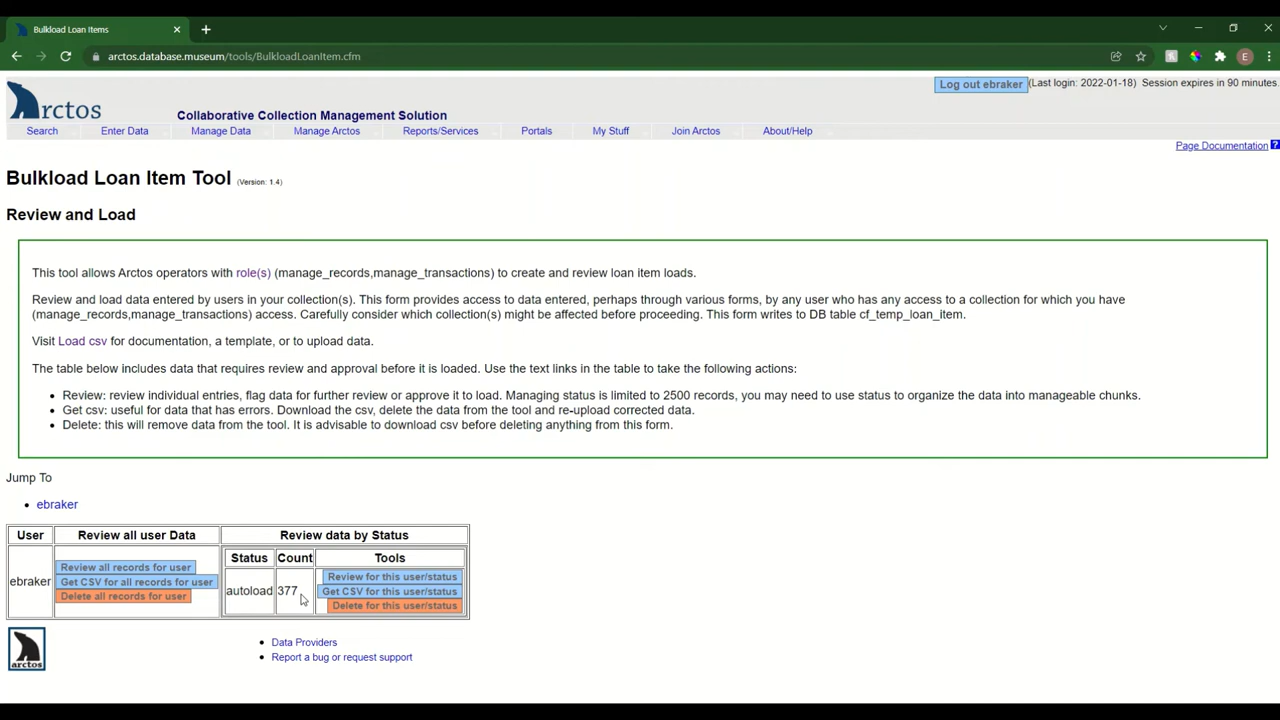 Bulkload Loan Items
arctos.database.museum/tools/BulkloadLoanItem.cfm
E
Log out ebraker (Last login: 2022-01-18) Session expires in 90 minutes.
Arctos
Collaborative Collection Management Solution
Search Enter Data Manage Data Manage Arctos Reports/Services Portals My Stuff Join Arctos About/Help
Page Documentation ?
Bulkload Loan Item Tool (Version: 1.4)
Review and Load
This tool allows Arctos operators with role(s) (manage_records,manage_transactions) to create and review loan item loads.
Review and load data entered by users in your collection(s). This form provides access to data entered, perhaps through various forms, by any user who has any access to a collection for which you have
(manage_records,manage_transactions) access. Carefully consider which collection(s) might be affected before proceeding. This form writes to DB table cf_temp_loan_item.
Visit Load csv for documentation, a template, or to upload data.
The table below includes data that requires review and approval before it is loaded. Use the text links in the table to take the following actions:
Review: review individual entries, flag data for further review or approve it to load. Managing status is limited to 2500 records, you may need to use status to organize the data into manageable chunks.
Get csv: useful for data that has errors. Download the csv, delete the data from the tool and re-upload corrected data.
Delete: this will remove data from the tool. It is advisable to download csv before deleting anything from this form.
Jump To
ebraker
User Review all user Data Review data by Status
Status Count Tools
ebraker
Review all records for user
Get CSV for all records for user
Delete all records for user
autoload 377
Review for this user/status
Get CSV for this user/status
Delete for this user/status
arctos
Data Providers
Report a bug or request support